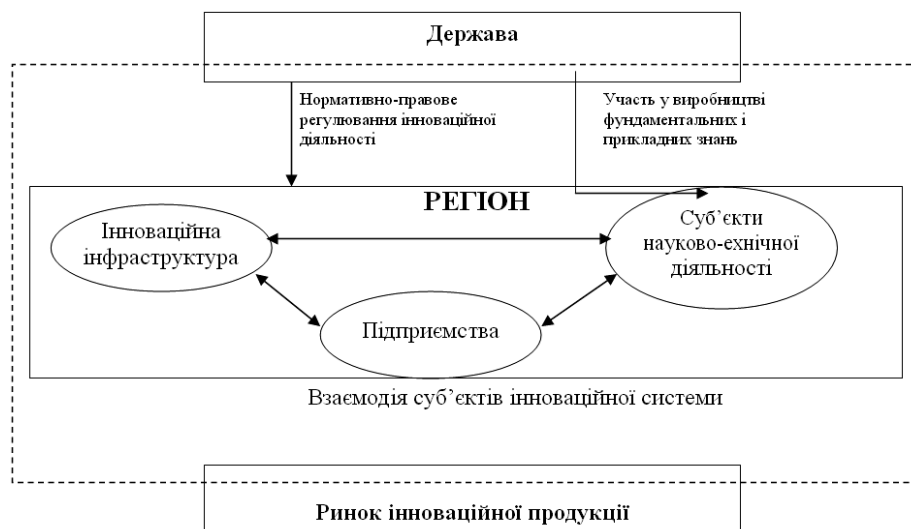 Держава
Нормативно-правове
регулювання інноваційної
діяльності
Участь у виробництві
фундаментальних і
прикладних знань
РЕГІОН
Інноваційна
інфраструктура
Суб’єкти
науково-ехнічної
діяльності
Підприємства
Взаємодія суб’єктів інноваційної системи
Ринок інноваційної продукції